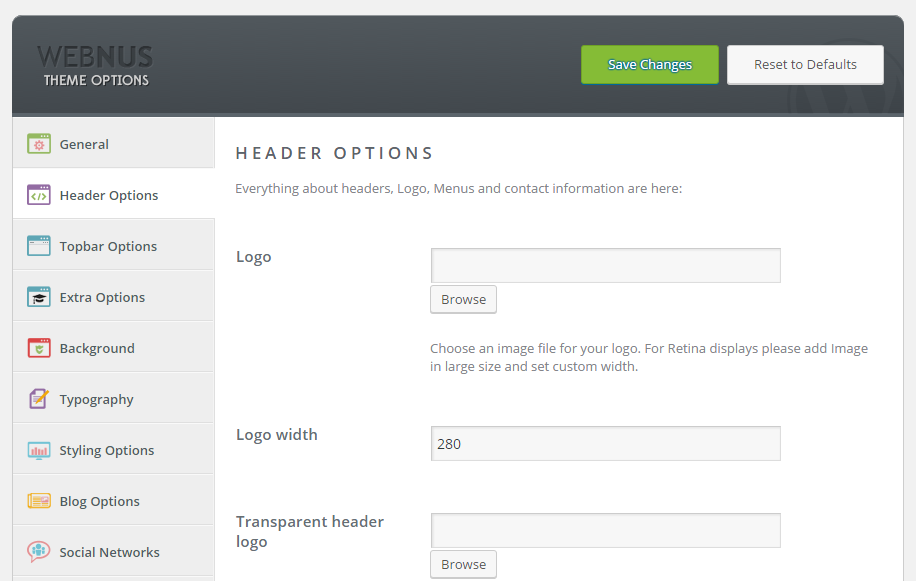 WEBNUS
THEME OPTIONS
Save Changes
Reset to Defaults
General
Header Options
Topbar Options
Extra Options
Background
Typography
Styling Options
Blog Options
Social Networks
HEADER OPTIONS
Everything about headers, Logo, Menus and contact information are here:
Logo
Browse
Choose an image file for your logo. For Retina displays please add Image
in large size and set custom width.
Logo width
280
Transparent header
logo
Browse